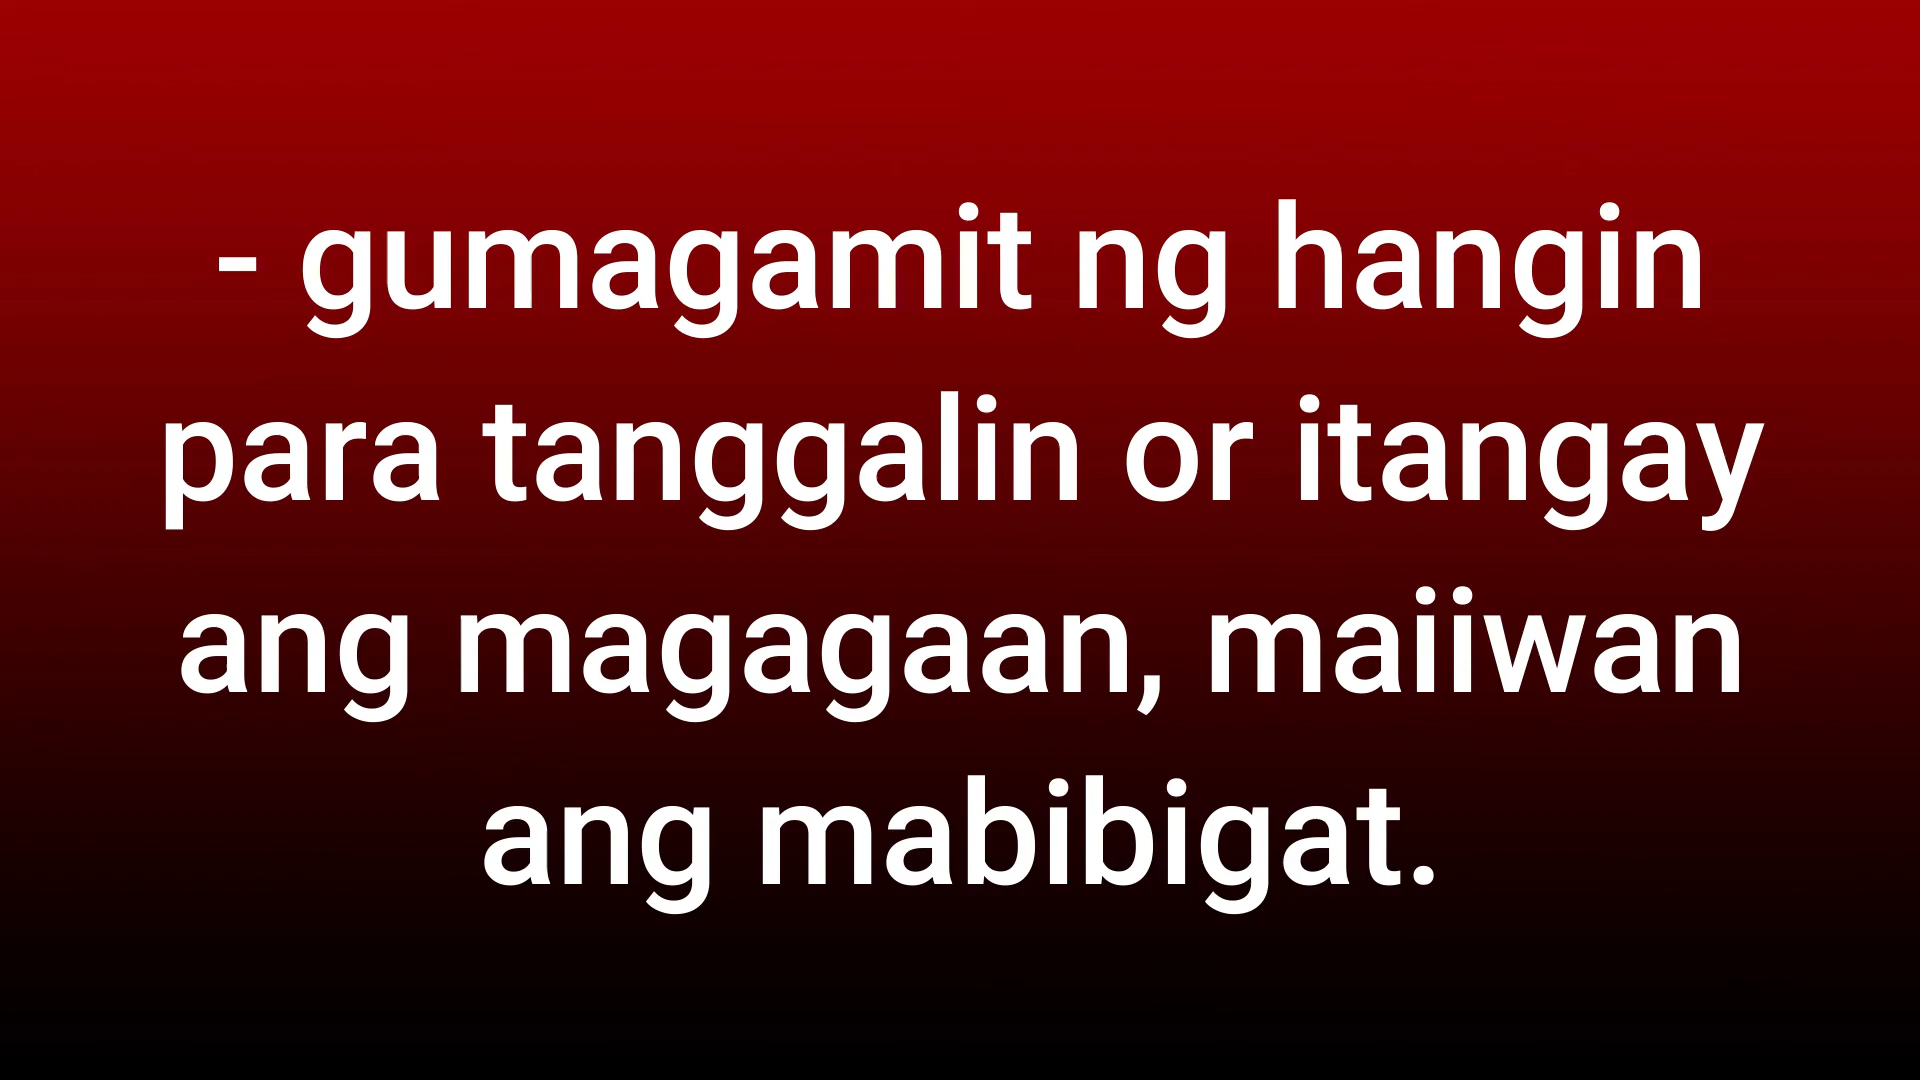 - gumagamit ng hangin
para tanggalin or itangay
ang magagaan, maiiwan
ang mabibigat.